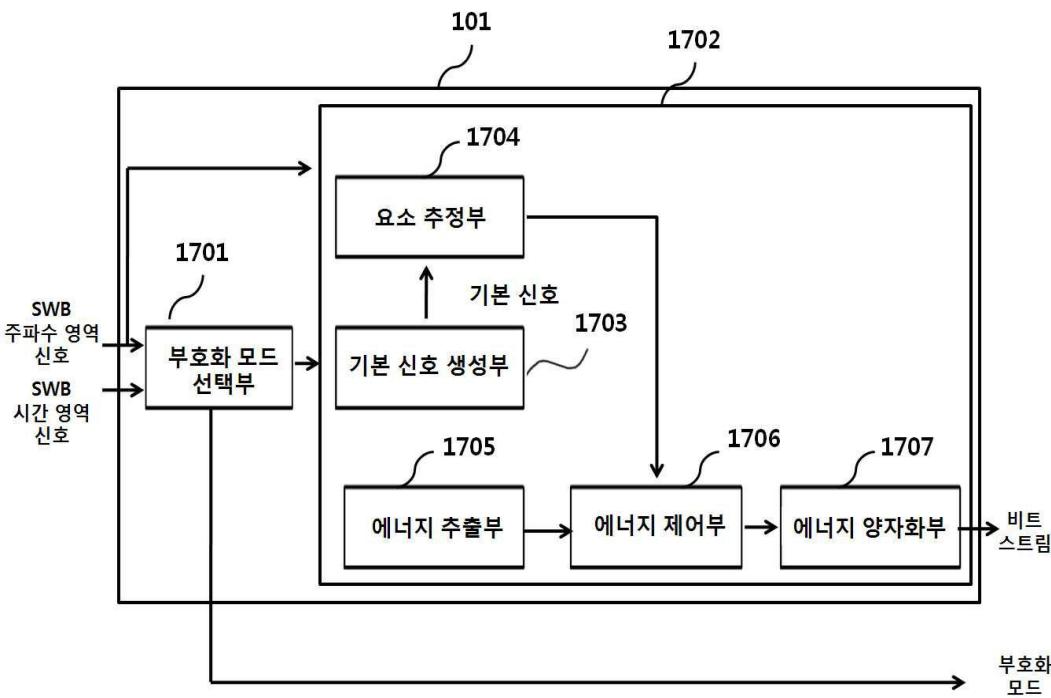 101
1702
1704
요소 추정부
1701
기본 신호
1703
SWB
주파수 영역
신호
부호화 모드
선택부
기본 신호 생성부
SWB
시간 영역
신호
1705
1706
1707
에너지 추출부
에너지 제어부
에너지 양자화부
비트
스트림
부호화
모드